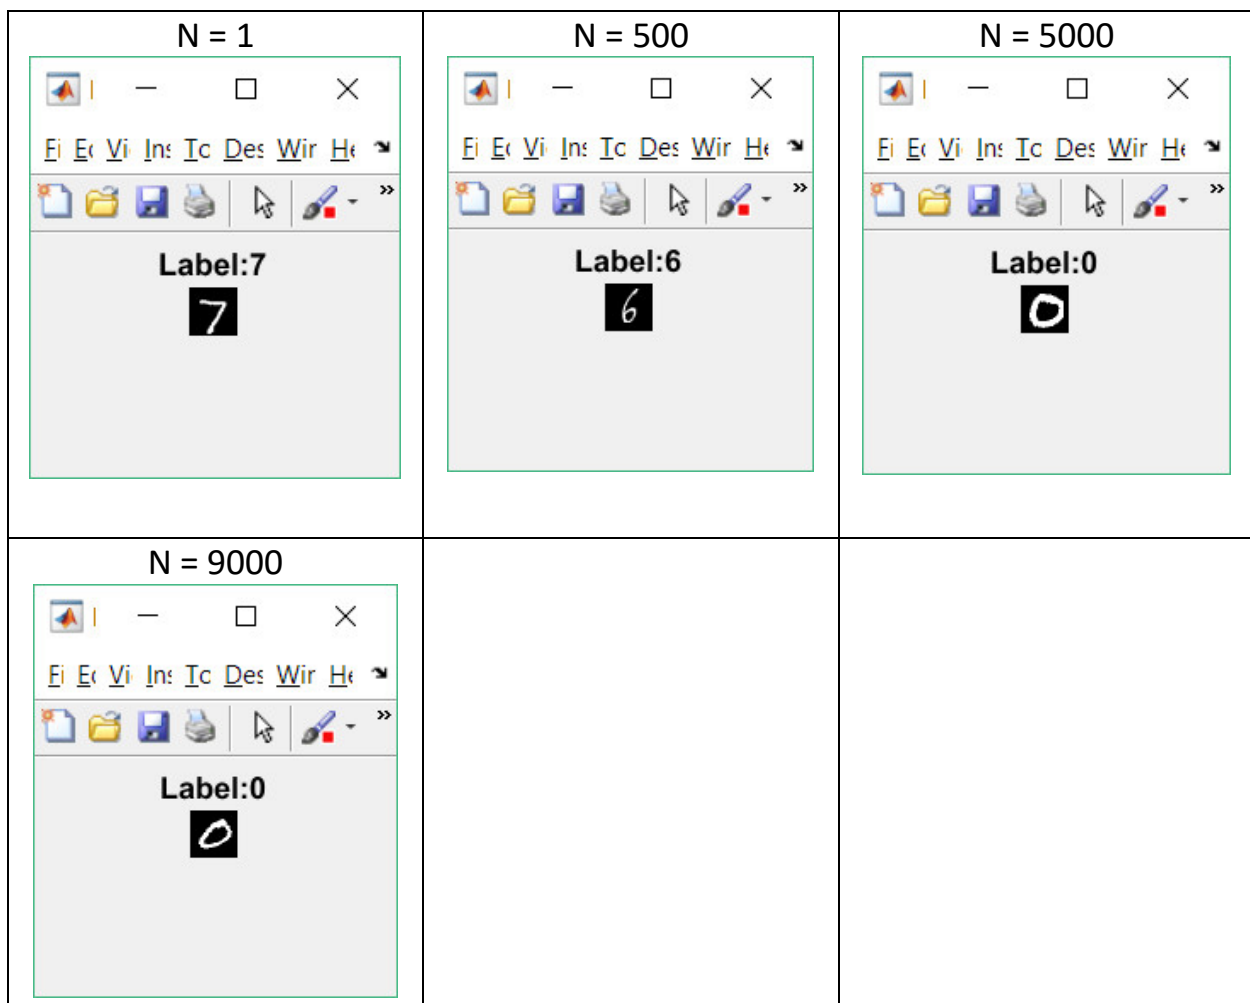 N = 1
Fi Ec Vi Ins Tc Des Wir He
Label:7
7
N = 500
Fi Ec Vi Ins Tc Des Wir He
Label:6
6
N = 5000
Fi Ec Vi Ins Tc Des Wir He
Label:0
0
N = 9000
Fi Ec Vi Ins Tc Des Wir He
Label:0
0